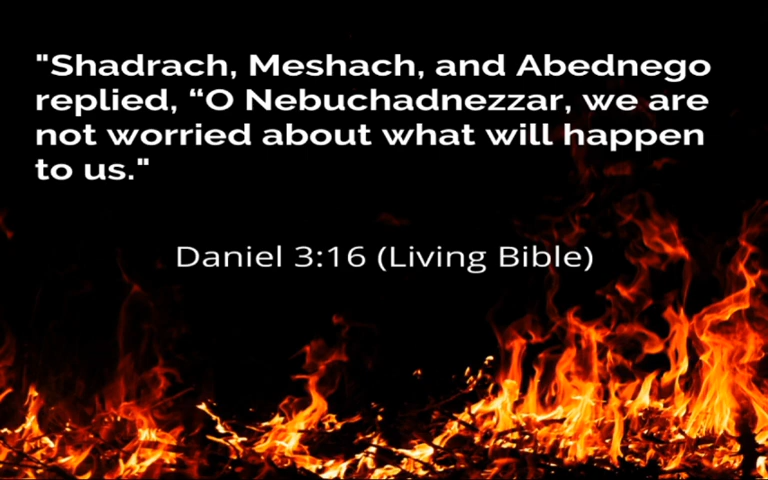 "Shadrach, Meshach, and Abednego
replied, “O Nebuchadnezzar, we are
not worried about what will happen
to us."
Daniel 3:16 (Living Bible)